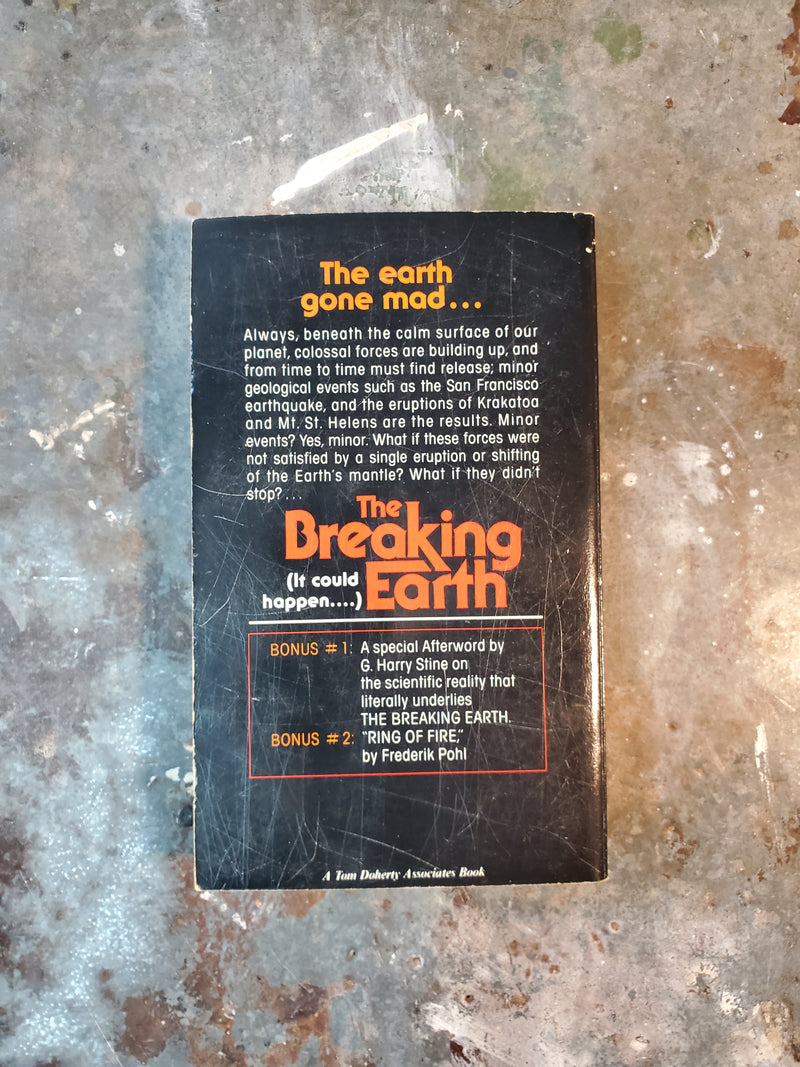 The earth
gone mad...
Always, beneath the calm surface of our
planet, colossal forces are building up, and
from time to time must find release; minor
geological events such as the San Francisco
earthquake, and the eruptions of Krakatoa
and Mt. St. Helens are the results. Minor
events? Yes, minor. What if these forces were
not satisfied by a single eruption or shifting
of the Earth's mantle? What if they didn't
stop?...
The
Breaking
Earth
(It could
happen....)
BONUS # 1: A special Afterword by
G. Harry Stine on
the scientific reality that
literally underlies
THE BREAKING EARTH.
BONUS # 2: "RING OF FIRE,"
by Frederik Pohl
A Tom Doherty Associates Book